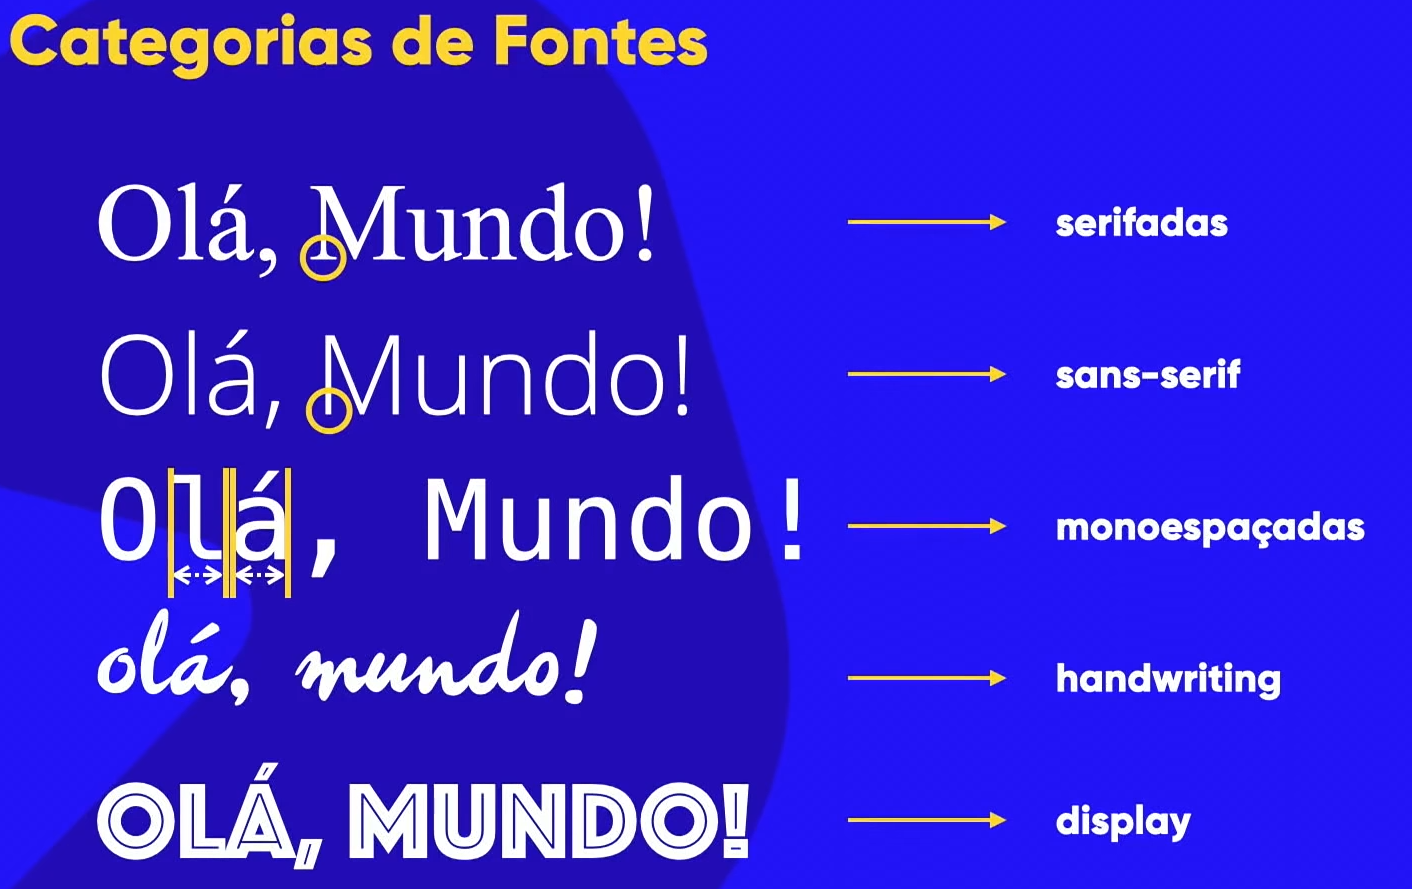 Categorias de Fontes
Olá, Mundo! serifadas
Olá, Mundo! sans-serif
Olá, Mundo! monoespaçadas
olá, mundo! handwriting
OLÁ, MUNDO! display